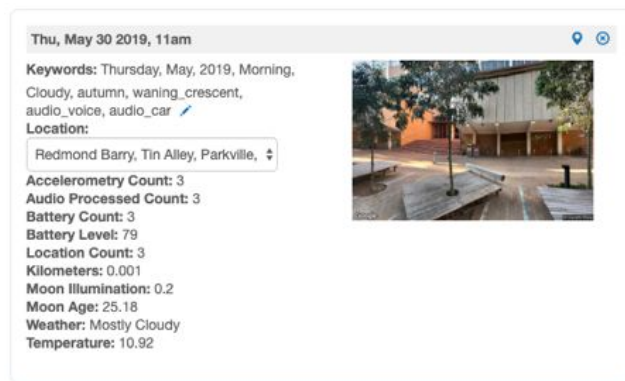 Thu, May 30 2019, 11am
Keywords: Thursday, May, 2019, Morning,
Cloudy, autumn, waning_crescent,
audio_voice, audio_car
Location:
Redmond Barry, Tin Alley, Parkville,
Accelerometry Count: 3
Audio Processed Count: 3
Battery Count: 3
Battery Level: 79
Location Count: 3
Kilometers: 0.001
Moon Illumination: 0.2
Moon Age: 25.18
Weather: Mostly Cloudy
Temperature: 10.92
Google